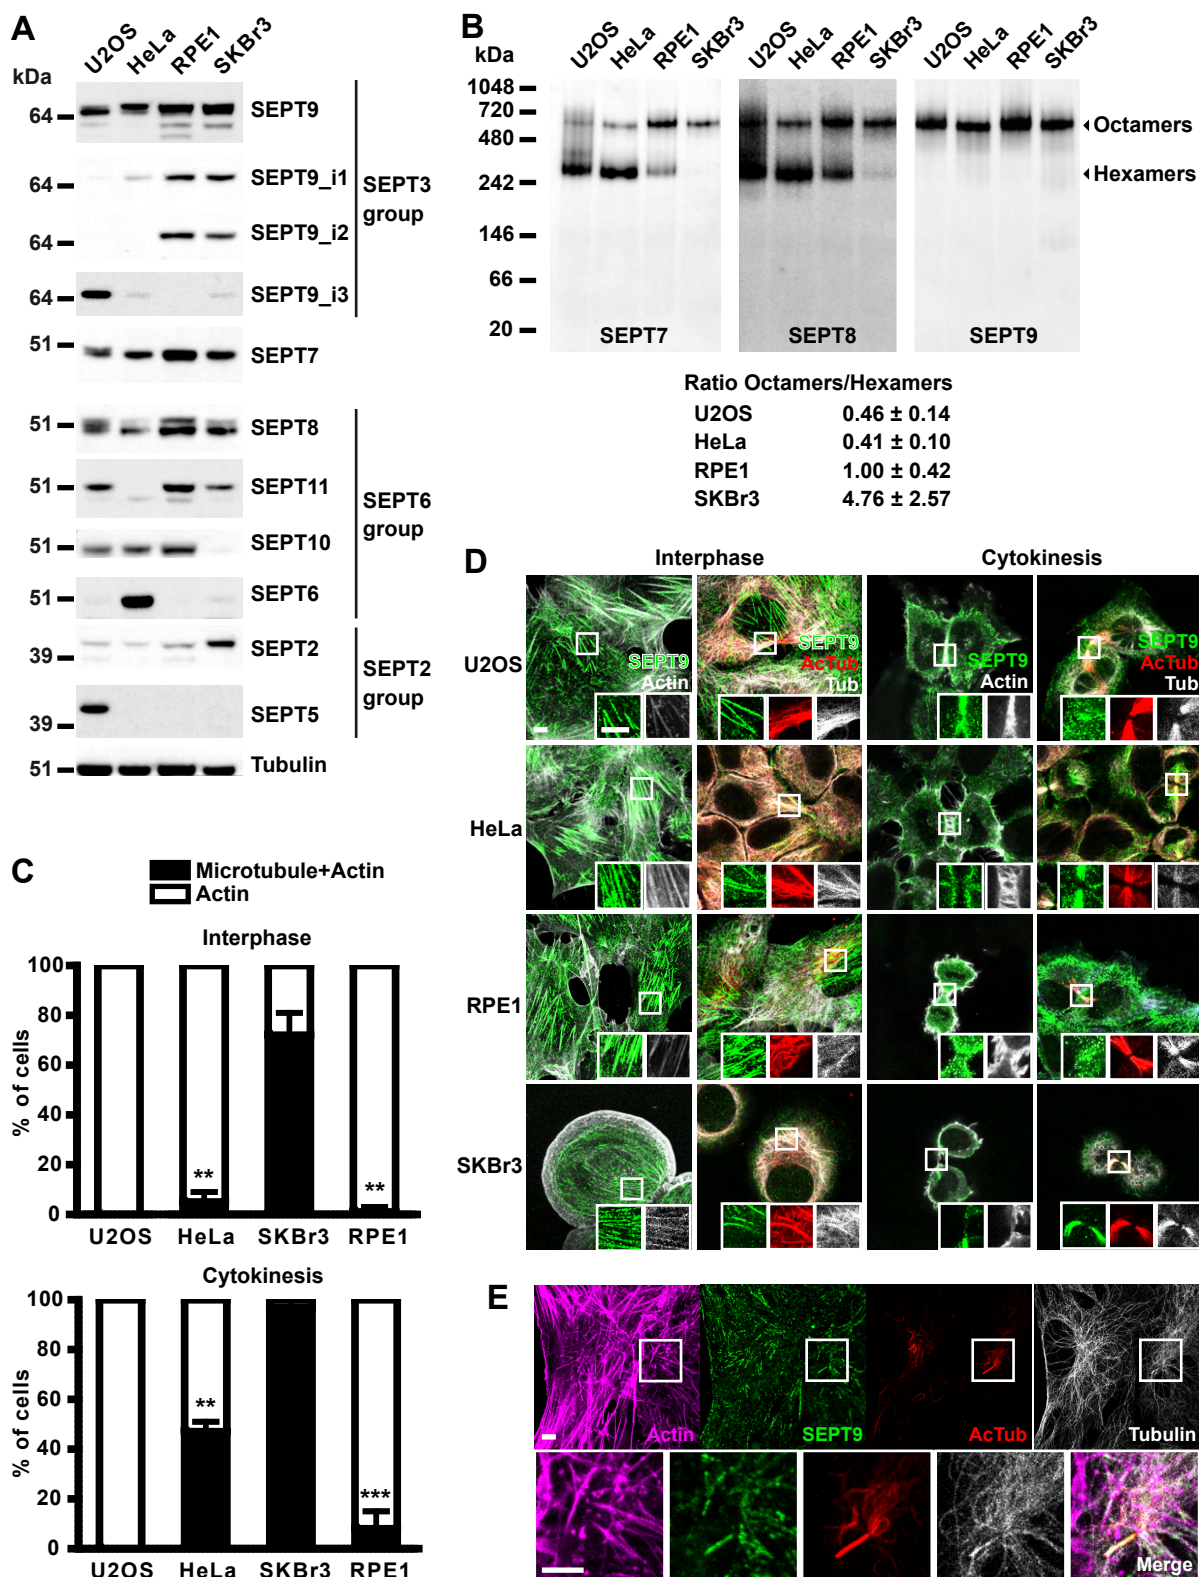 A
U2OS HeLa RPE1 SKBr3
kDa
64 SEPT9
64 SEPT9_i1
64 SEPT9_i2
64 SEPT9_i3
SEPT3
group
51 SEPT7
51 SEPT8
51 SEPT11
51 SEPT10
51 SEPT6
SEPT6
group
39 SEPT2
39 SEPT5
SEPT2
group
51 Tubulin
B
U2OS HeLa RPE1 SKBr3 U2OS HeLa RPE1 SKBr3 U2OS HeLa RPE1 SKBr3
kDa
1048
720
480
242
146
66
20
Octamers
Hexamers
SEPT7 SEPT8 SEPT9
Ratio Octamers/Hexamers
U2OS 0.46 ± 0.14
HeLa 0.41 ± 0.10
RPE1 1.00 ± 0.42
SKBr3 4.76 ± 2.57
C
Microtubule+Actin
Actin
Interphase
% of cells
100
80
60
40
20
0
** **
U2OS HeLa SKBr3 RPE1
Cytokinesis
% of cells
100
80
60
40
20
0
** ***
U2OS HeLa SKBr3 RPE1
D
Interphase Cytokinesis
U2OS
SEPT9
Actin
SEPT9
AcTub
Tub
SEPT9
Actin
SEPT9
AcTub
Tub
HeLa
RPE1
SKBr3
E
Actin SEPT9 AcTub Tubulin
Merge